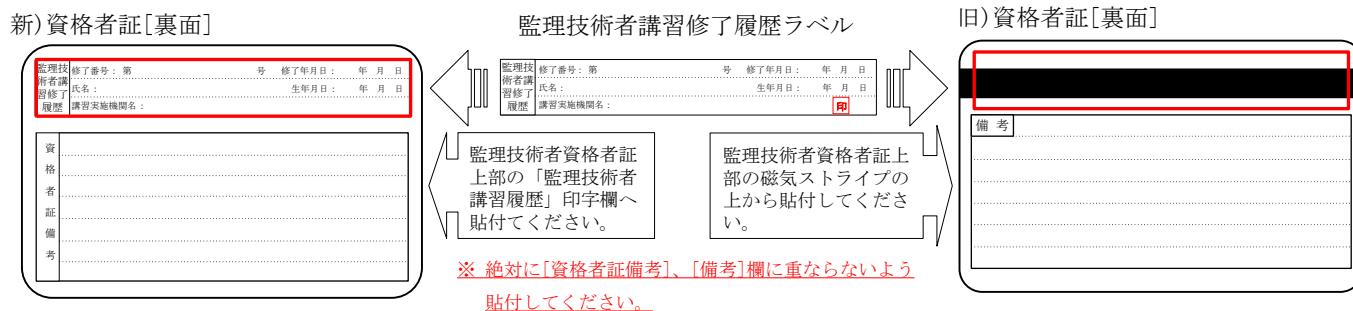 新)資格者証[裏面]
監理技術者講習修了履歴ラベル
旧)資格者証[裏面]
監理技
術者講
習修了
履歴
修了番号：第　号　修了年月日：　年　月　日
氏名：　生年月日：　年　月　日
講習実施機関名：
資
格
者
証
備
考
監理技
術者講
習修了
履歴
修了番号：第　号　修了年月日：　年　月　日
氏名：　生年月日：　年　月　日
講習実施機関名：　印
監理技術者資格者証
上部の「監理技術者
講習履歴」印字欄へ
貼付てください。
監理技術者資格者証上
部の磁気ストライプの
上から貼付してくださ
い。
備 考
※ 絶対に[資格者証備考]、[備考]欄に重ならないよう
貼付してください。